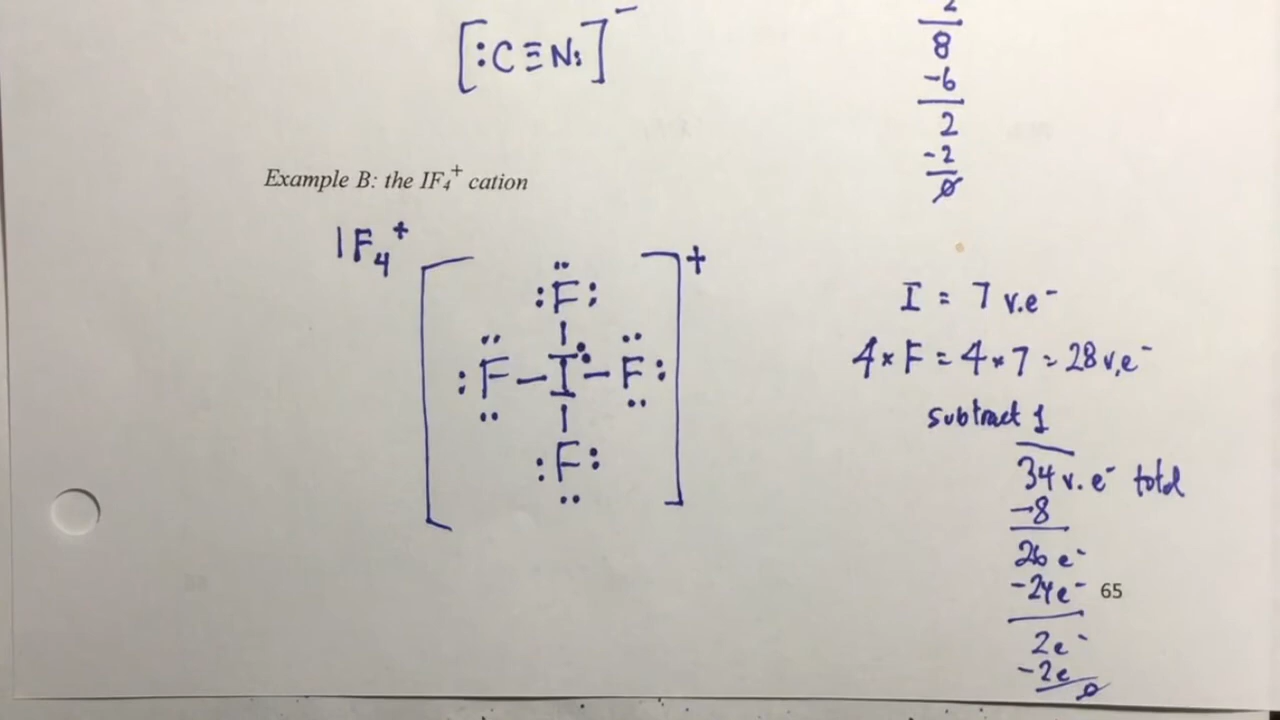 [:C≡N:]⁻
2
8
-6
2
-2
0
Example B: the IF₄⁺ cation
IF₄⁺
[ :F: ]⁺
:F-I-F:
:F:
I = 7 v.e⁻
4×F = 4×7 = 28 v.e⁻
subtract 1
34 v.e⁻ total
-8
26 e⁻
-24e⁻
65
2e⁻
-2e
0